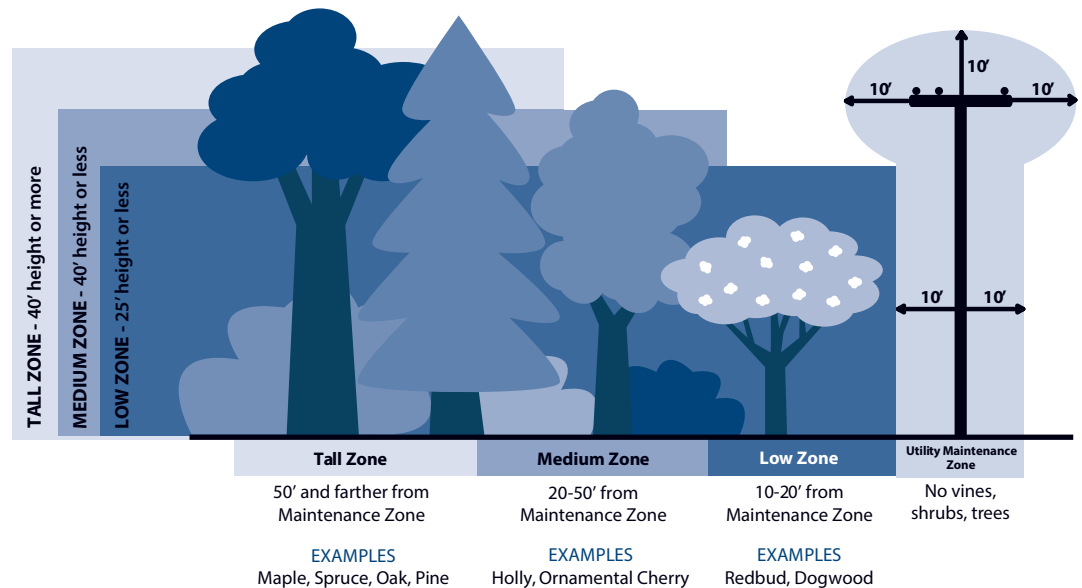 TALL ZONE - 40' height or more
MEDIUM ZONE - 40' height or less
LOW ZONE - 25' height or less
10'
10'
10'
10'
10'
Tall Zone
50' and farther from
Maintenance Zone
EXAMPLES
Maple, Spruce, Oak, Pine
Medium Zone
20-50' from
Maintenance Zone
EXAMPLES
Holly, Ornamental Cherry
Low Zone
10-20' from
Maintenance Zone
EXAMPLES
Redbud, Dogwood
Utility Maintenance
Zone
No vines,
shrubs, trees